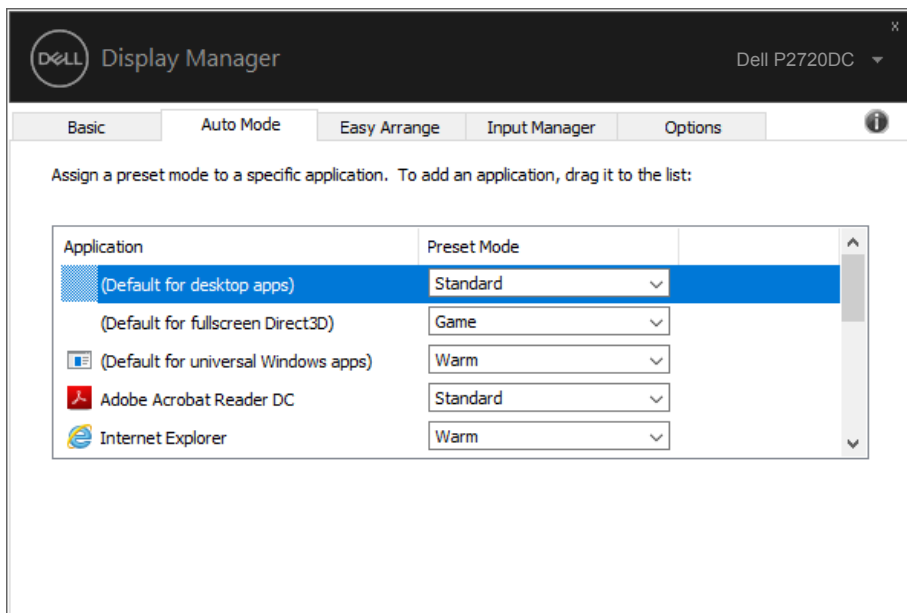 x
DELL Display Manager
Dell P2720DC
Basic Auto Mode Easy Arrange Input Manager Options
Assign a preset mode to a specific application. To add an application, drag it to the list:
Application Preset Mode
(Default for desktop apps) Standard
(Default for fullscreen Direct3D) Game
(Default for universal Windows apps) Warm
Adobe Acrobat Reader DC Standard
Internet Explorer Warm